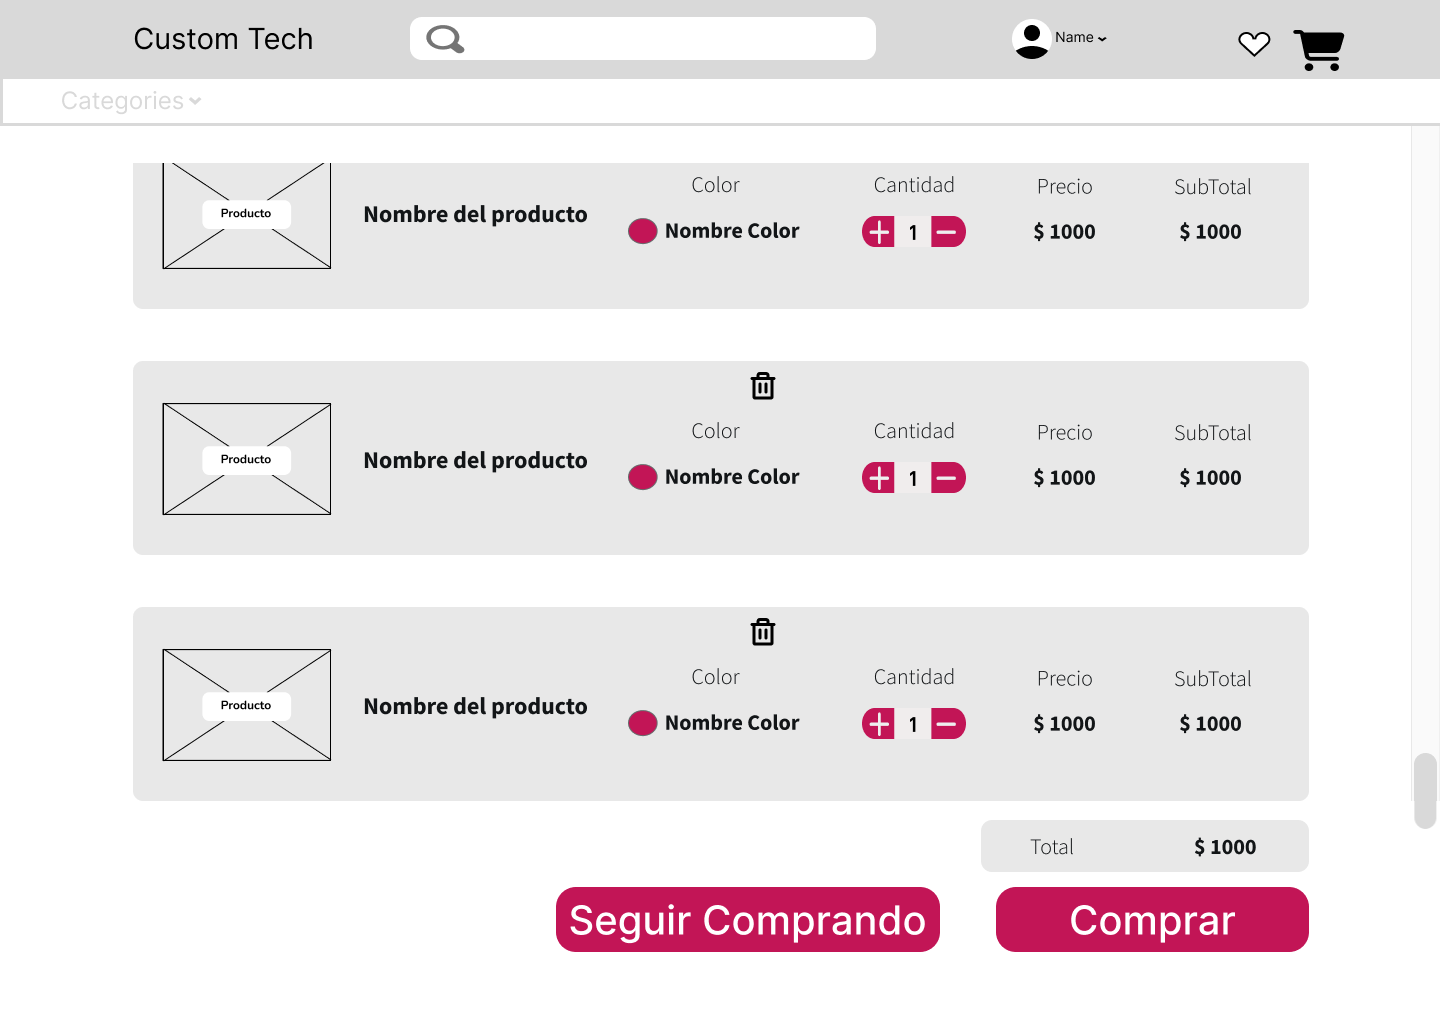 Custom Tech
Name
Categories
Color Cantidad Precio SubTotal
Producto
Nombre del producto
Nombre Color 1 $ 1000 $ 1000
Color Cantidad Precio SubTotal
Producto
Nombre del producto
Nombre Color 1 $ 1000 $ 1000
Color Cantidad Precio SubTotal
Producto
Nombre del producto
Nombre Color 1 $ 1000 $ 1000
Total $ 1000
Seguir Comprando Comprar